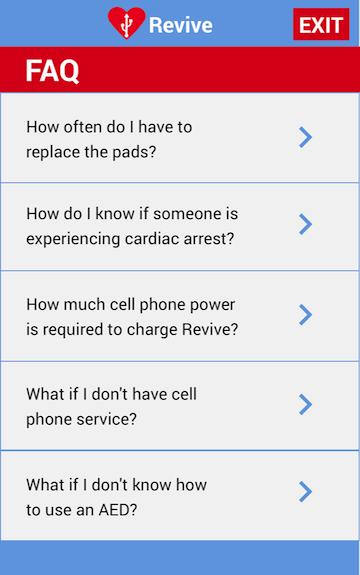 Revive
EXIT
FAQ
How often do I have to
replace the pads?
How do I know if someone is
experiencing cardiac arrest?
How much cell phone power
is required to charge Revive?
What if I don't have cell
phone service?
What if I don't know how
to use an AED?